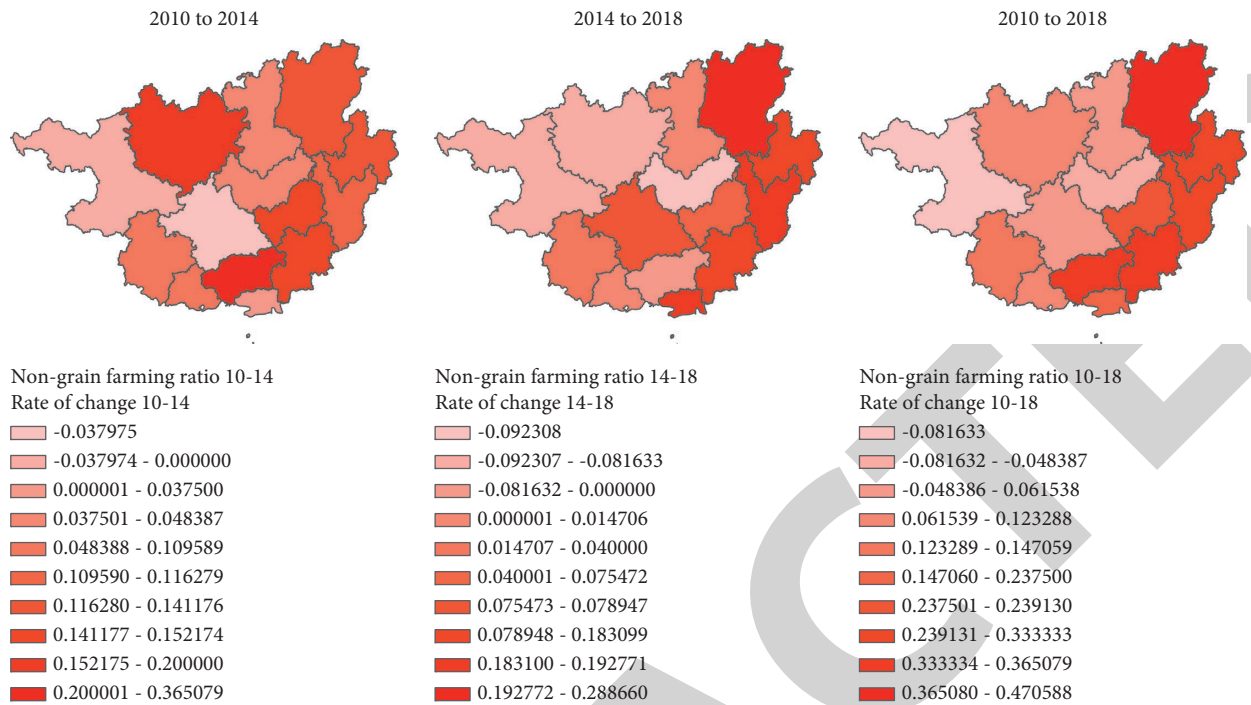 2010 to 2014
2014 to 2018
2010 to 2018
Non-grain farming ratio 10-14
Rate of change 10-14
-0.037975
-0.037974 - 0.000000
0.000001 - 0.037500
0.037501 - 0.048387
0.048388 - 0.109589
0.109590 - 0.116279
0.116280 - 0.141176
0.141177 - 0.152174
0.152175 - 0.200000
0.200001 - 0.365079
Non-grain farming ratio 14-18
Rate of change 14-18
-0.092308
-0.092307 - -0.081633
-0.081632 - 0.000000
0.000001 - 0.014706
0.014707 - 0.040000
0.040001 - 0.075472
0.075473 - 0.078947
0.078948 - 0.183099
0.183100 - 0.192771
0.192772 - 0.288660
Non-grain farming ratio 10-18
Rate of change 10-18
-0.081633
-0.081632 - -0.048387
-0.048386 - 0.061538
0.061539 - 0.123288
0.123289 - 0.147059
0.147060 - 0.237500
0.237501 - 0.239130
0.239131 - 0.333333
0.333334 - 0.365079
0.365080 - 0.470588